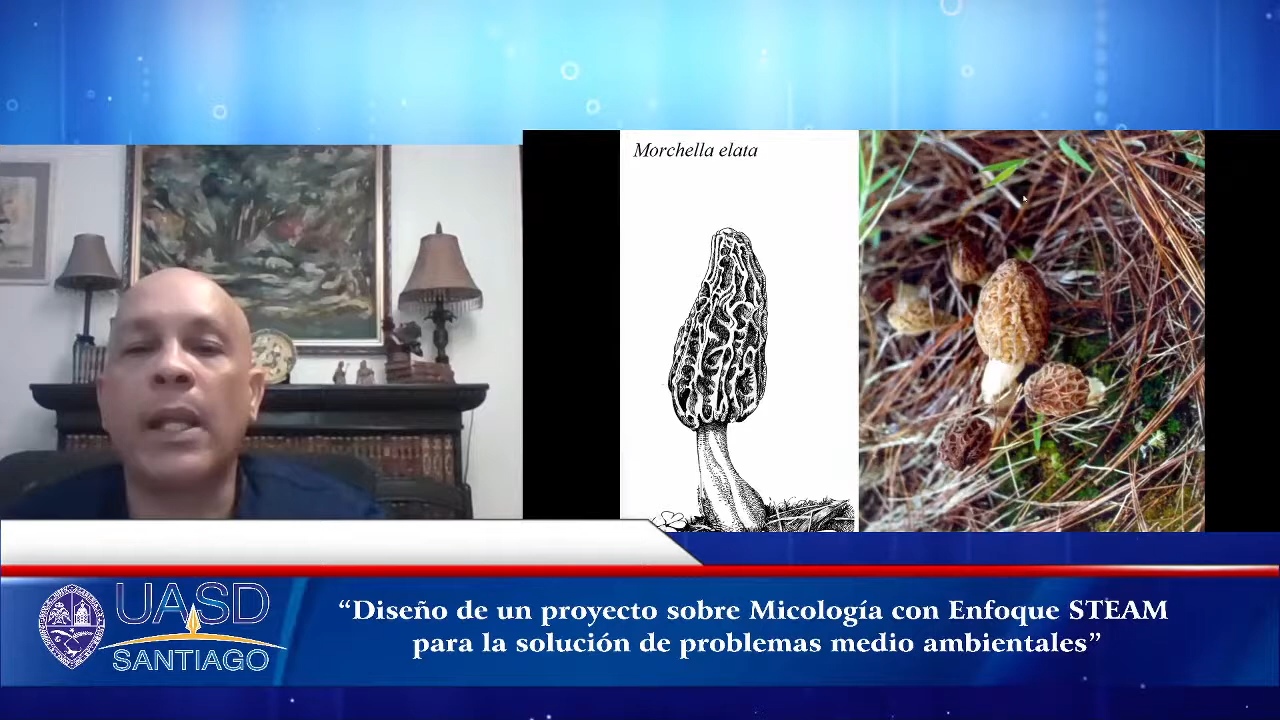 Morchella elata
UASD
SANTIAGO
“Diseño de un proyecto sobre Micología con Enfoque STEAM
para la solución de problemas medio ambientales”